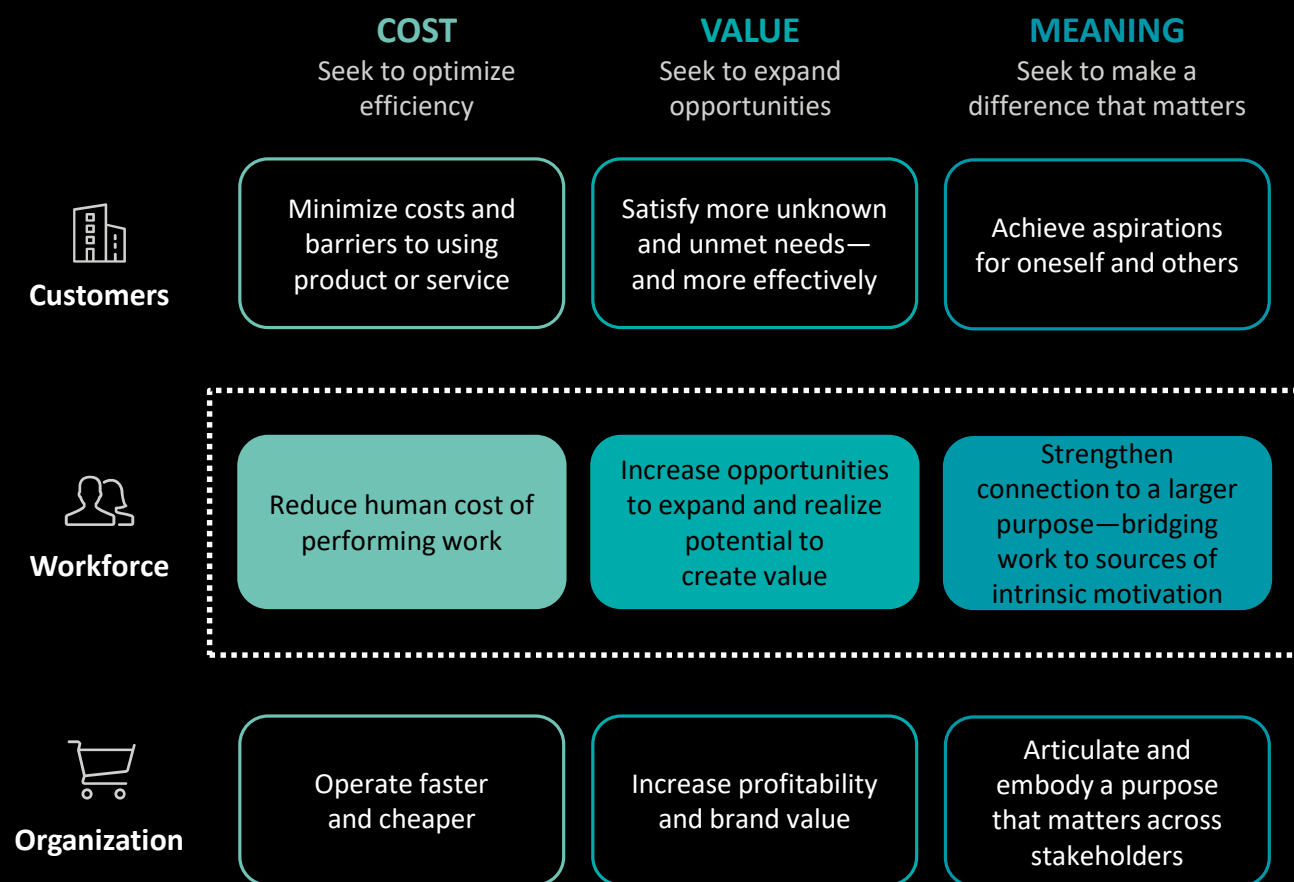 COST
Seek to optimize
efficiency
VALUE
Seek to expand
opportunities
MEANING
Seek to make a
difference that matters
Customers
Minimize costs and
barriers to using
product or service
Satisfy more unknown
and unmet needs—
and more effectively
Achieve aspirations
for oneself and others
Workforce
Reduce human cost of
performing work
Increase opportunities
to expand and realize
potential to
create value
Strengthen
connection to a larger
purpose—bridging
work to sources of
intrinsic motivation
Organization
Operate faster
and cheaper
Increase profitability
and brand value
Articulate and
embody a purpose
that matters across
stakeholders